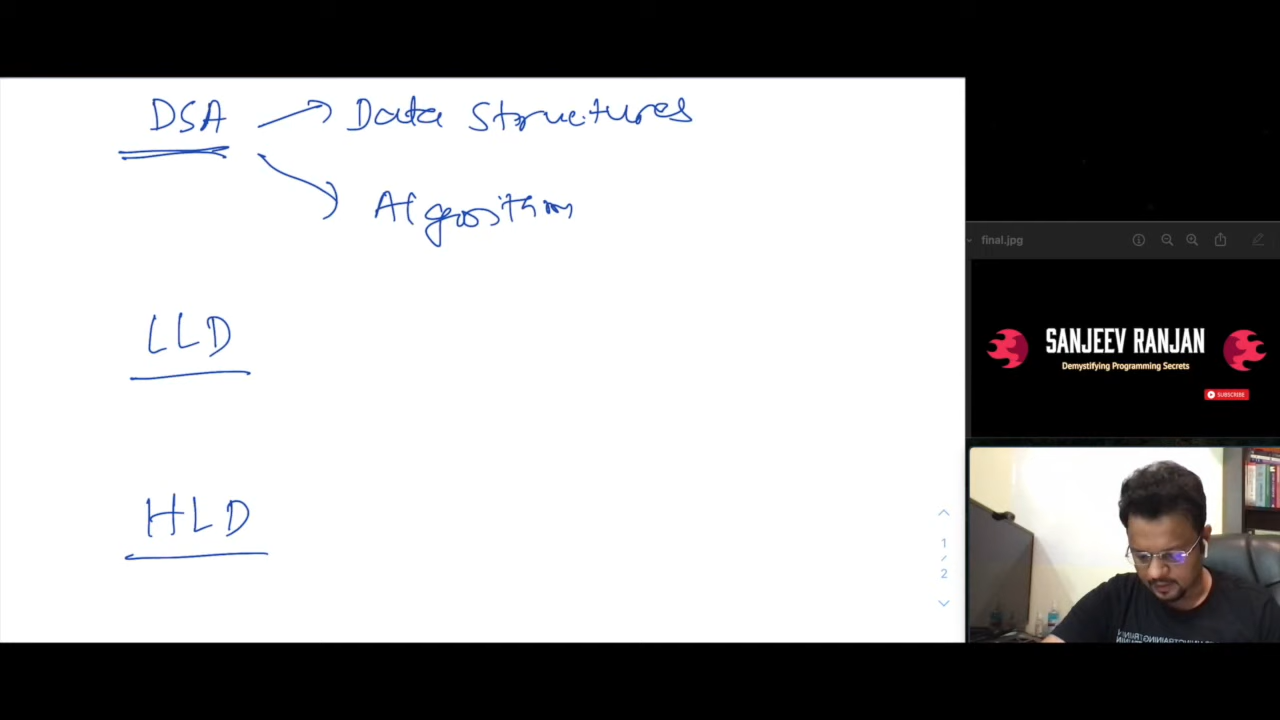 DSA → Data Structures
Algorithm
LLD
HLD
1
/
2
final.jpg
SANJEEV RANJAN
Demystifying Programming Secrets
SUBSCRIBE